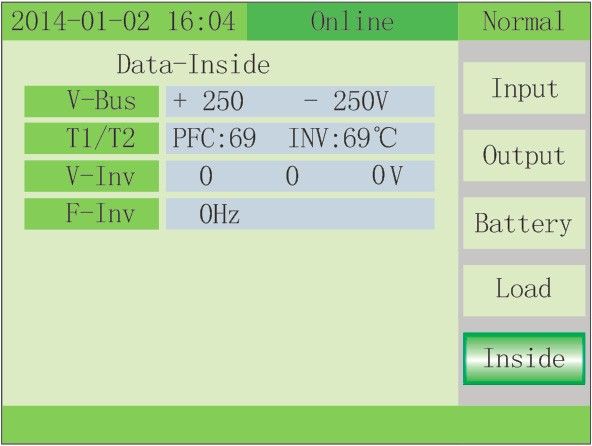 2014-01-02 16:04 Online Normal
Data-Inside
V-Bus + 250 - 250V
T1/T2 PFC:69 INV:69℃
V-Inv 0 0 0V
F-Inv 0Hz
Input
Output
Battery
Load
Inside